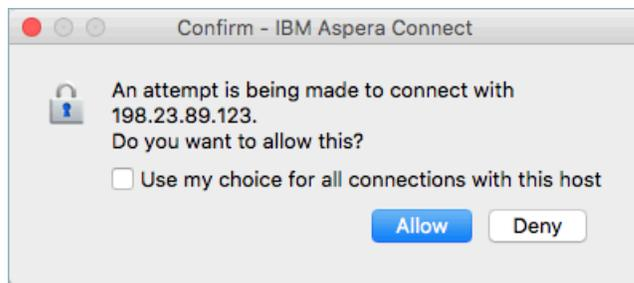 Confirm - IBM Aspera Connect
An attempt is being made to connect with
198.23.89.123.
Do you want to allow this?
Use my choice for all connections with this host
Allow Deny